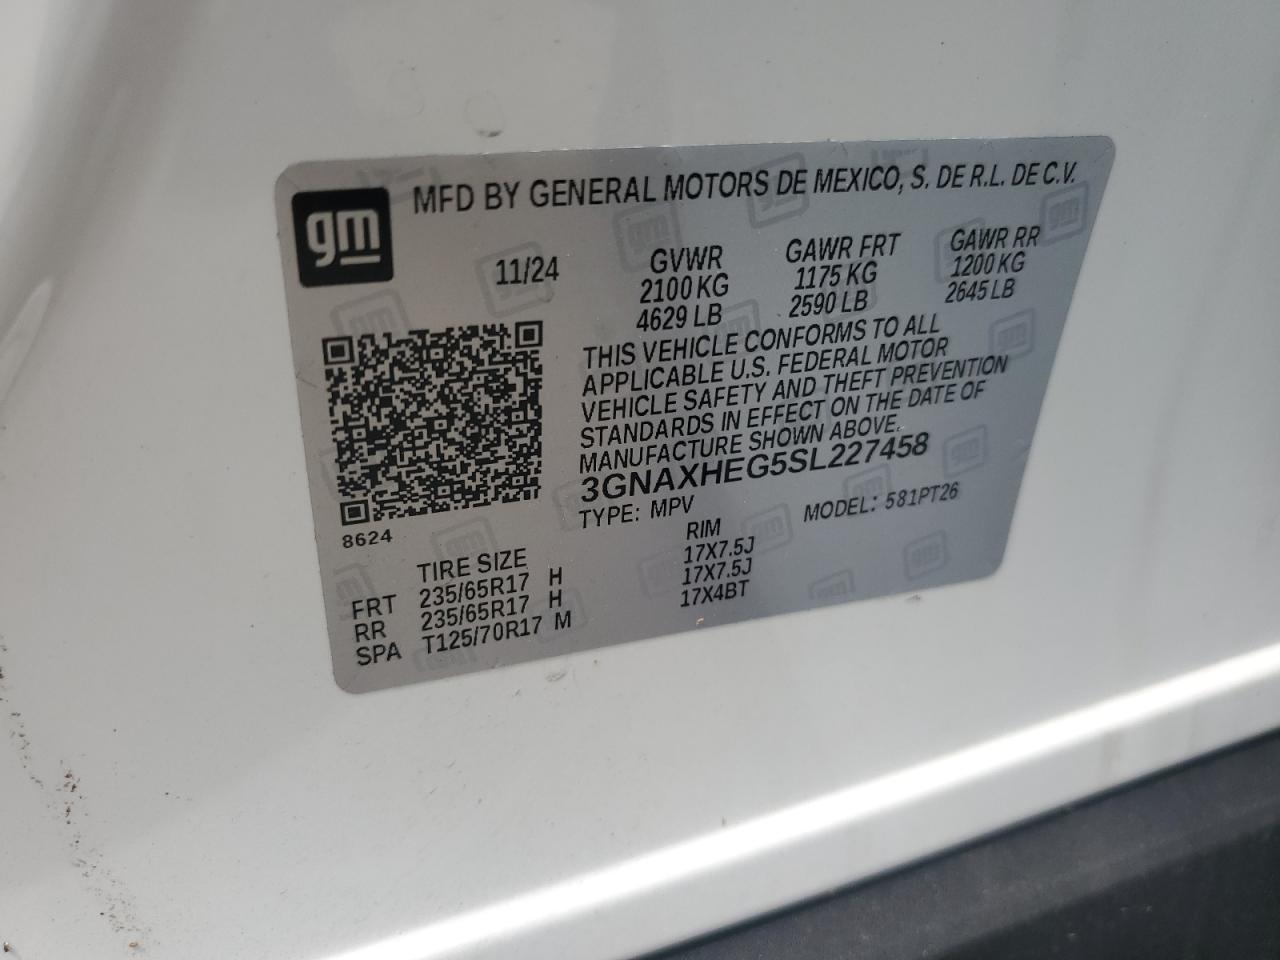 gm
MFD BY GENERAL MOTORS DE MEXICO, S. DE R.L. DE C.V.
11/24
GVWR
2100 KG
4629 LB
GAWR FRT
1175 KG
2590 LB
GAWR RR
1200 KG
2645 LB
THIS VEHICLE CONFORMS TO ALL
APPLICABLE U.S. FEDERAL MOTOR
VEHICLE SAFETY AND THEFT PREVENTION
STANDARDS IN EFFECT ON THE DATE OF
MANUFACTURE SHOWN ABOVE.
3GNAXHEG5SL227458
TYPE: MPV MODEL: 581PT26
8624
TIRE SIZE RIM
FRT 235/65R17 H 17X7.5J
RR 235/65R17 H 17X7.5J
SPA T125/70R17 M 17X4BT